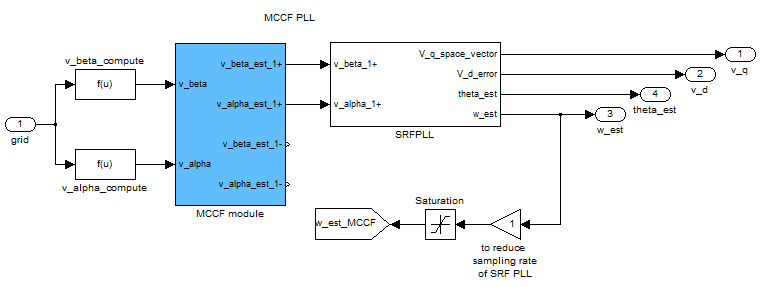 MCCF PLL
v_beta_compute
f(u)
v_beta
v_beta_est_1+
v_alpha_est_1+
v_beta_est_1-
v_alpha
v_alpha_est_1-
MCCF module
1
grid
f(u)
v_alpha_compute
v_beta_1+
v_alpha_1+
V_q_space_vector
V_d_error
theta_est
w_est
SRFPLL
1
v_q
2
v_d
4
theta_est
3
w_est
Saturation
w_est_MCCF
1
to reduce
sampling rate
of SRF PLL